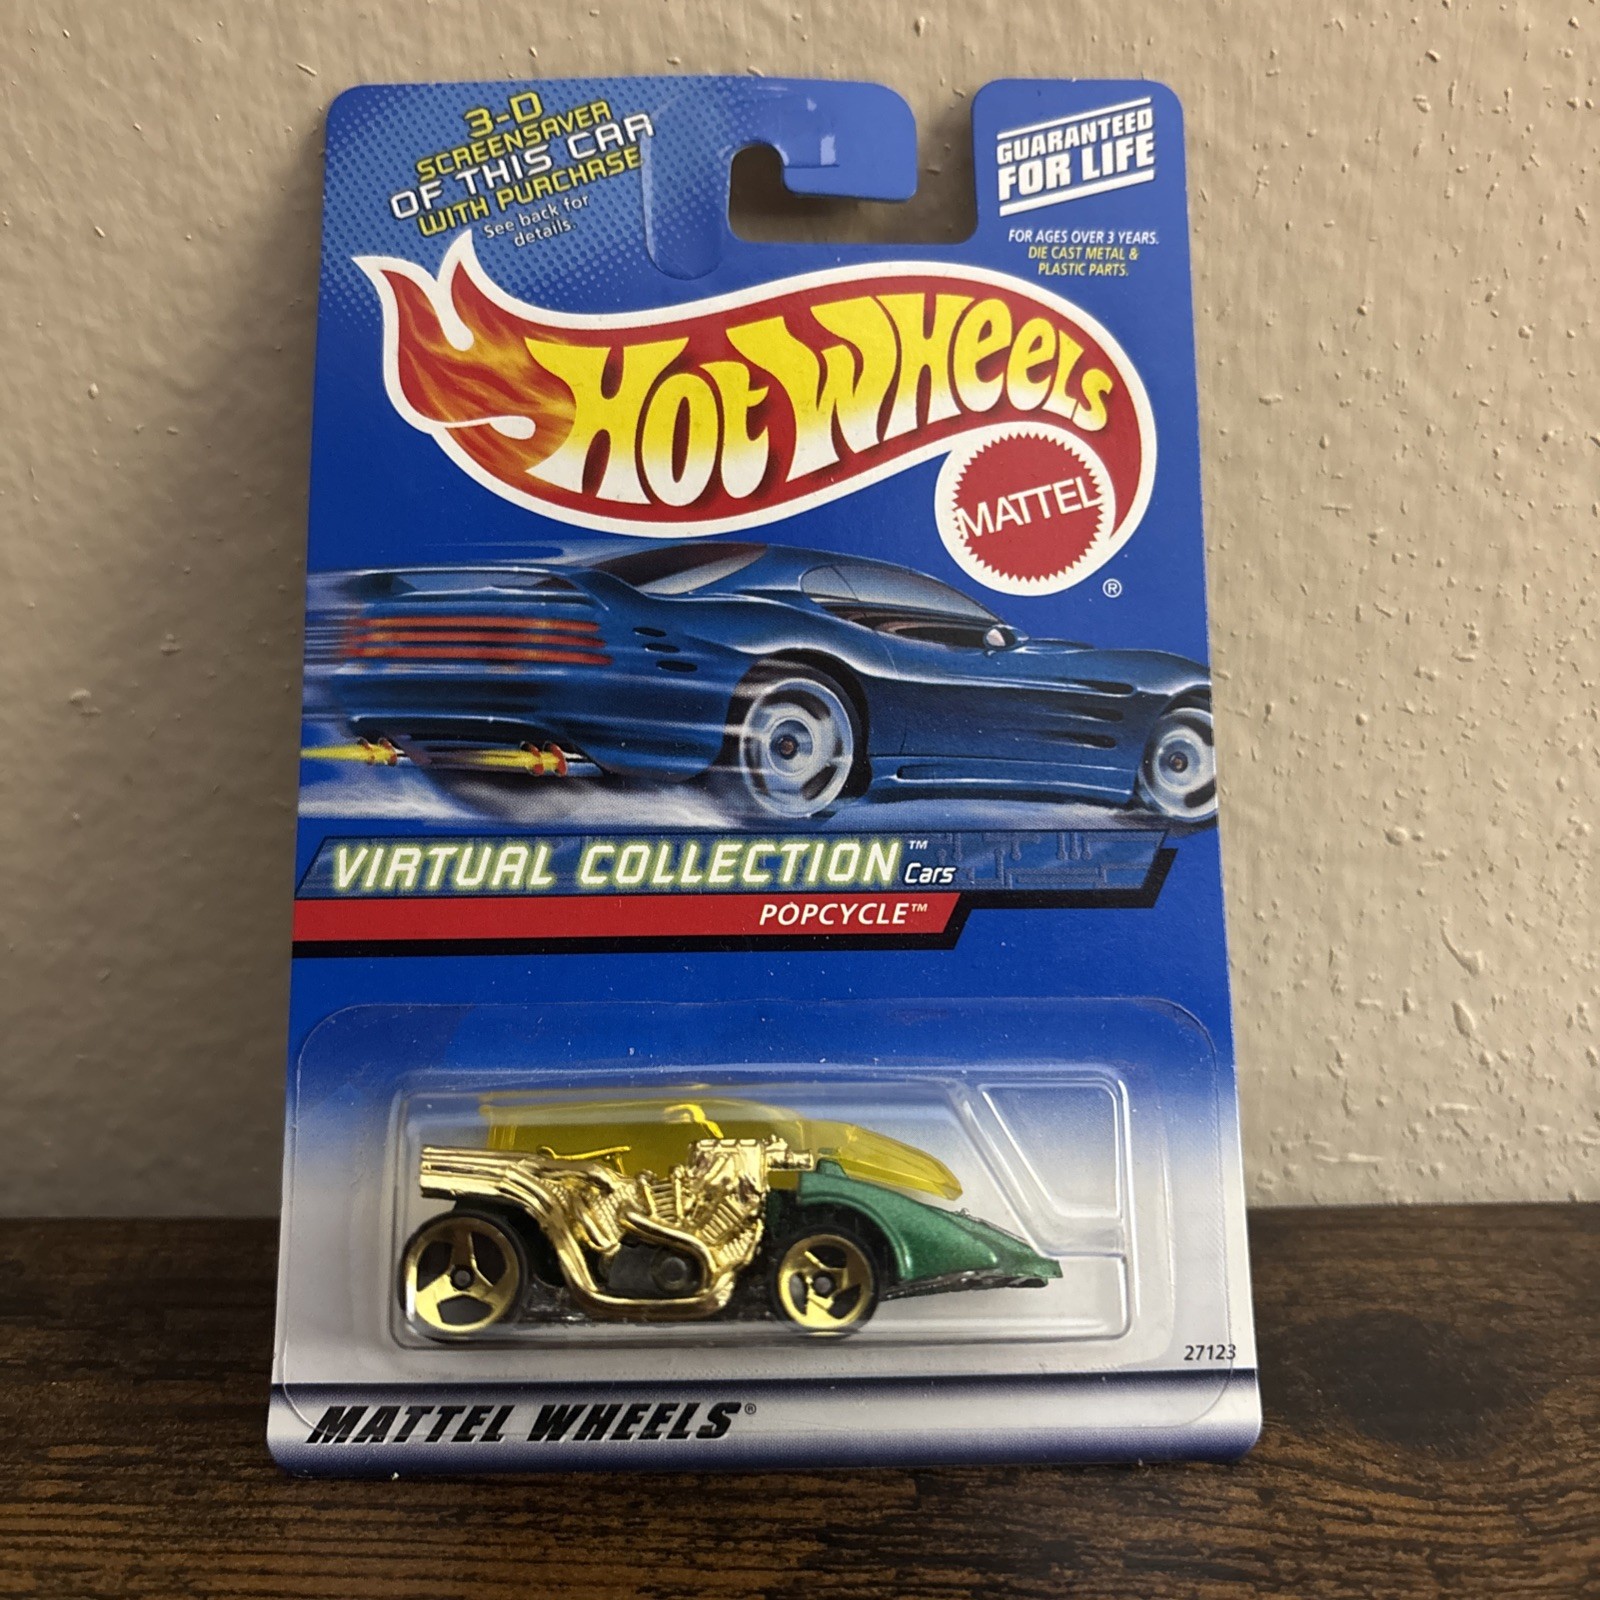 3-D
SCREENSAVER
OF THIS CAR
WITH PURCHASE
See back for
details.
GUARANTEED
FOR LIFE
FOR AGES OVER 3 YEARS.
DIE CAST METAL &
PLASTIC PARTS.
HOT WHEELS
MATTEL
®
VIRTUAL COLLECTION™
Cars
POPCYCLE™
27123
MATTEL WHEELS®